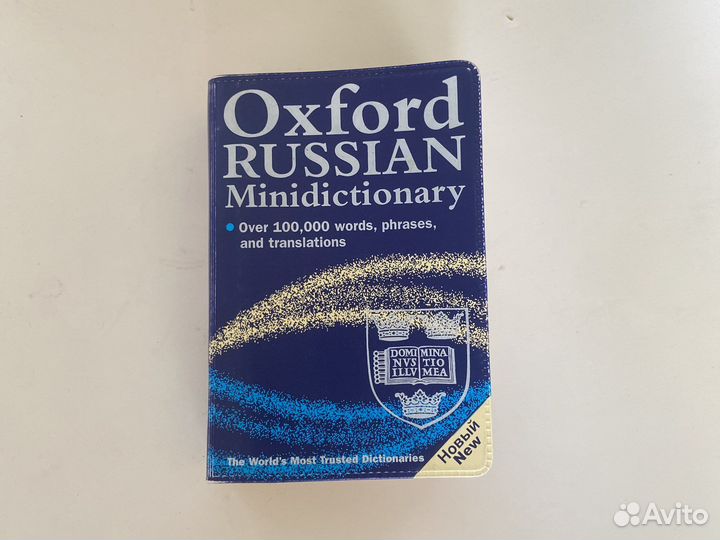 Oxford
RUSSIAN
Minidictionary
Over 100,000 words, phrases,
and translations
DOMI MINA
NVS TIO
ILLV MEA
Новый
New
The World's Most Trusted Dictionaries
Avito